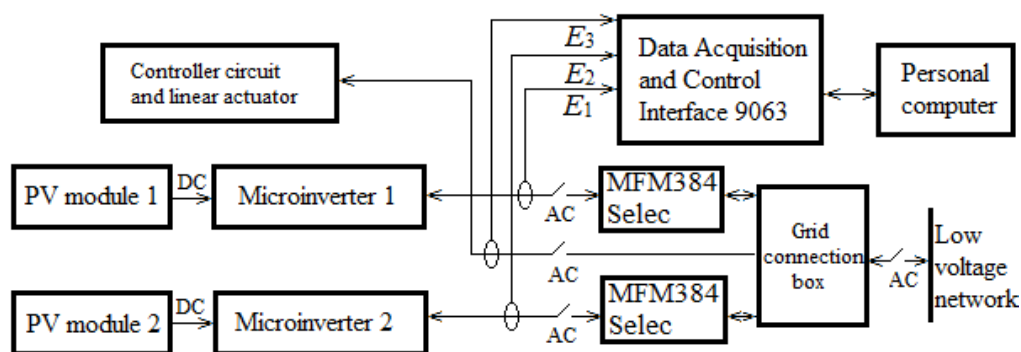 Controller circuit
and linear actuator
E3
E2
E1
Data Acquisition
and Control
Interface 9063
Personal
computer
PV module 1
DC
Microinverter 1
AC
MFM384
Selec
AC
Grid
connection
box
AC
Low
voltage
network
PV module 2
DC
Microinverter 2
AC
MFM384
Selec